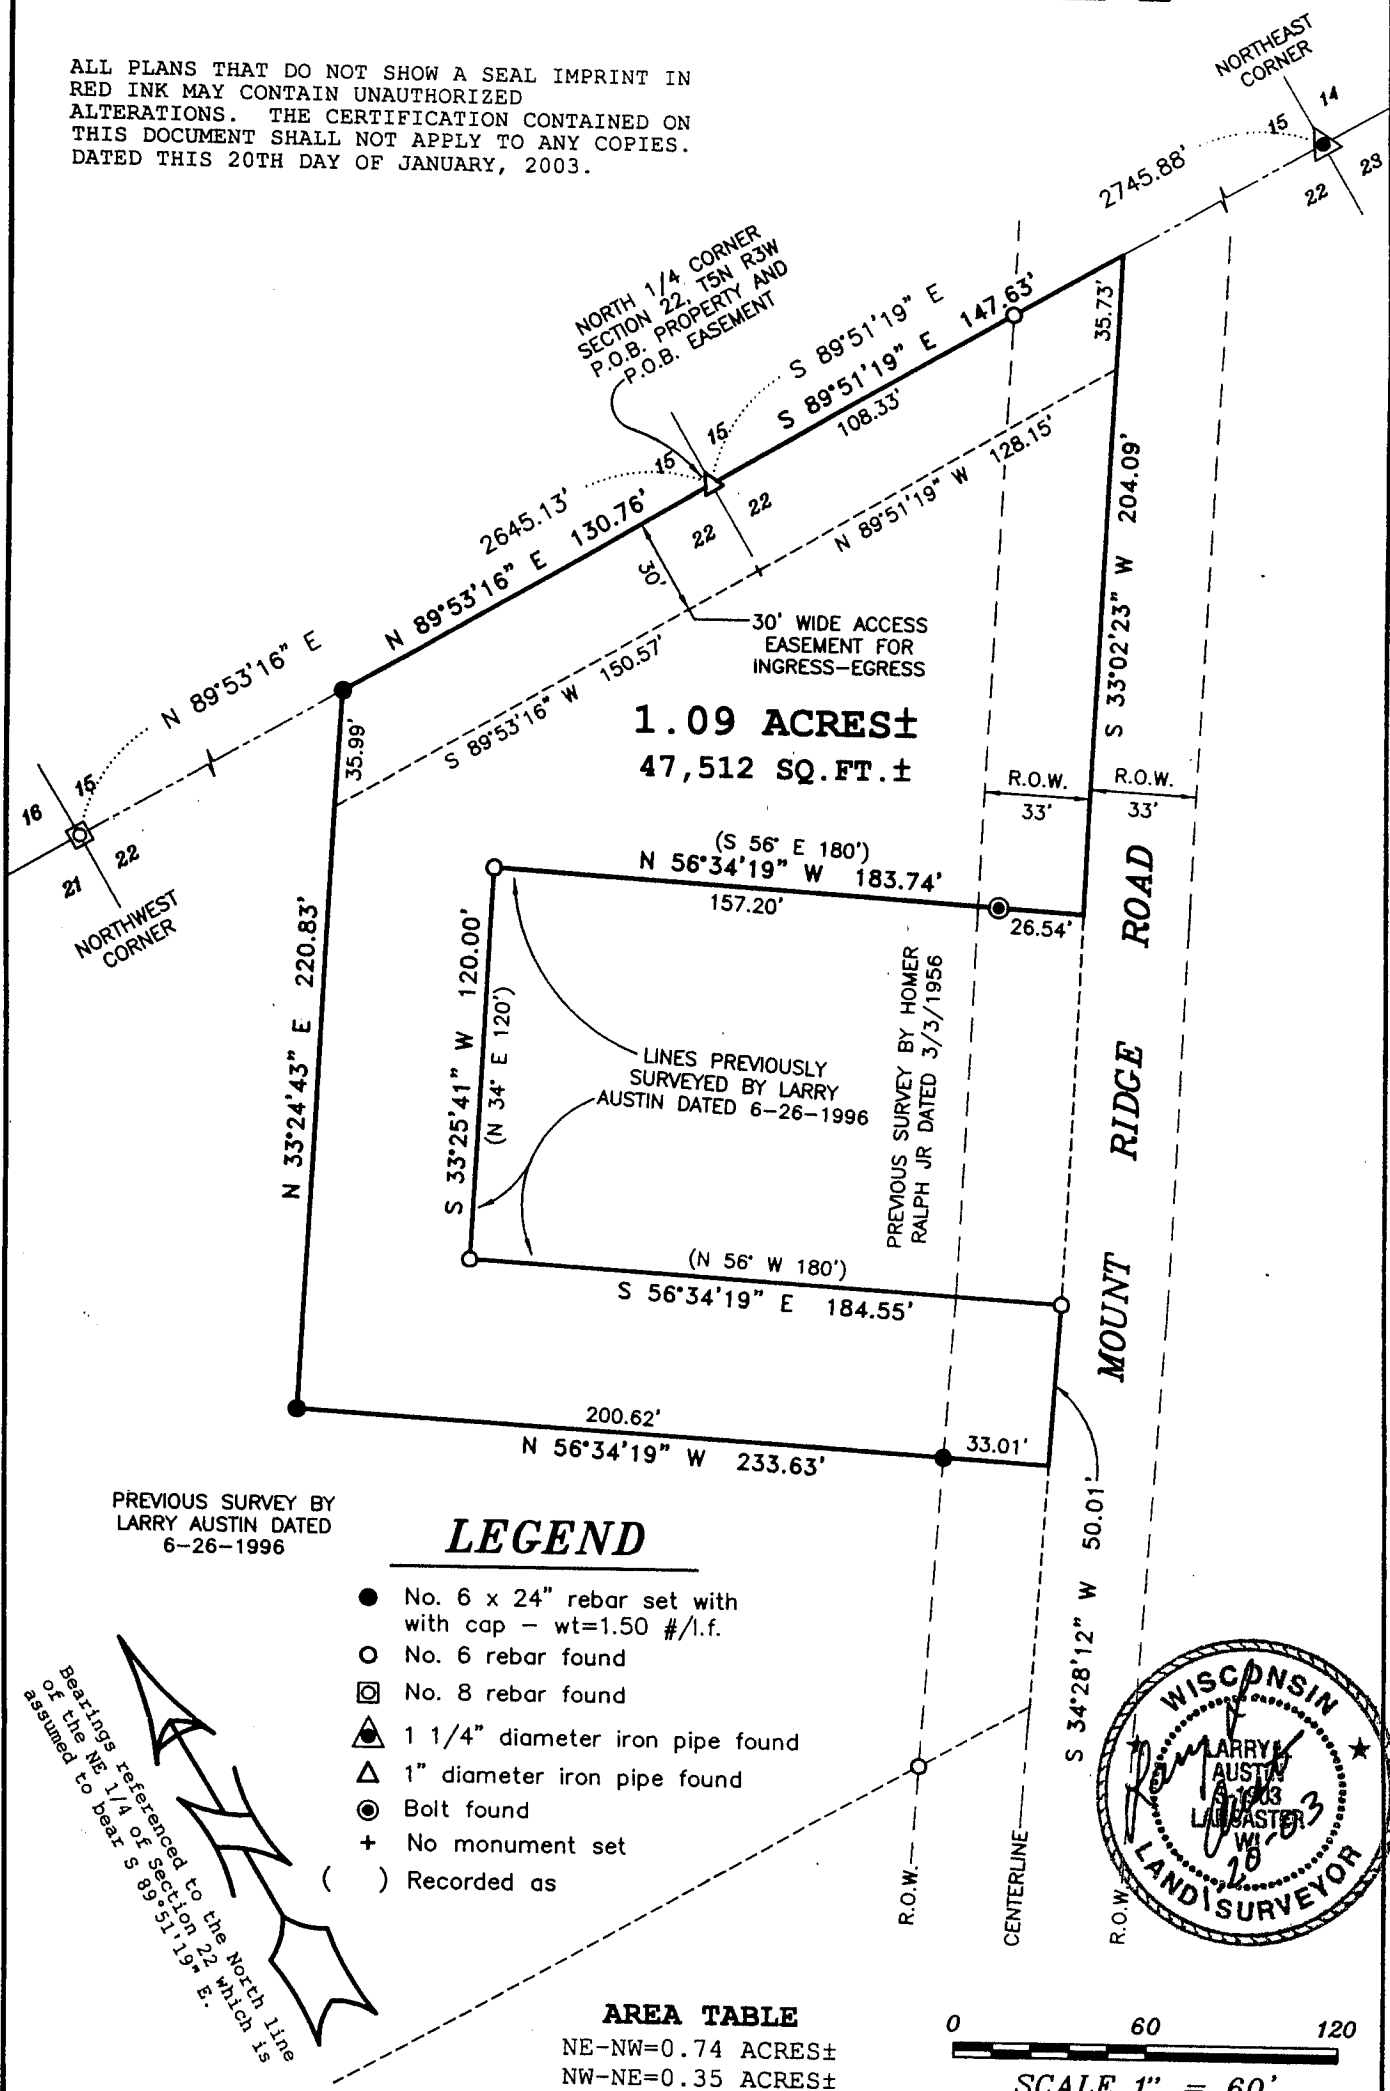 ALL PLANS THAT DO NOT SHOW A SEAL IMPRINT IN
RED INK MAY CONTAIN UNAUTHORIZED
ALTERATIONS. THE CERTIFICATION CONTAINED ON
THIS DOCUMENT SHALL NOT APPLY TO ANY COPIES.
DATED THIS 20TH DAY OF JANUARY, 2003.
NORTHEAST
CORNER
14
15
22
23
2745.88'
NORTH 1/4 CORNER
SECTION 22, T5N R3W
P.O.B. PROPERTY AND
P.O.B. EASEMENT
S 89°51'19" E
S 89°51'19" E 147.63'
108.33'
35.73'
N 89°51'19" W 128.15'
15
15
22
22
2645.13'
N 89°53'16" E 130.76'
30'
N 89°53'16" E
S 89°53'16" W 150.57'
30' WIDE ACCESS
EASEMENT FOR
INGRESS-EGRESS
S 33°02'23" W 204.09'
35.99'
1.09 ACRES±
47,512 SQ.FT.±
R.O.W.
33'
R.O.W.
33'
16
15
21
22
NORTHWEST
CORNER
(S 56° E 180')
N 56°34'19" W 183.74'
157.20'
26.54'
N 33°24'43" E 220.83'
S 33°25'41" W 120.00'
(N 34° E 120')
LINES PREVIOUSLY
SURVEYED BY LARRY
AUSTIN DATED 6-26-1996
PREVIOUS SURVEY BY HOMER
RALPH JR DATED 3/3/1956
MOUNT RIDGE ROAD
(N 56° W 180')
S 56°34'19" E 184.55'
200.62'
33.01'
N 56°34'19" W 233.63'
S 34°28'12" W 50.01'
PREVIOUS SURVEY BY
LARRY AUSTIN DATED
6-26-1996
LEGEND
No. 6 x 24" rebar set with
with cap - wt=1.50 #/l.f.
No. 6 rebar found
No. 8 rebar found
1 1/4" diameter iron pipe found
1" diameter iron pipe found
Bolt found
+ No monument set
( ) Recorded as
Bearings referenced to the North line
of the NE 1/4 of Section 22 which is
assumed to bear S 89°51'19" E.
R.O.W.
CENTERLINE
R.O.W.
WISCONSIN
LARRY L.
AUSTIN
S-1903
LANCASTER
WI
LAND SURVEYOR
AREA TABLE
NE-NW=0.74 ACRES±
NW-NE=0.35 ACRES±
0 60 120
SCALE 1" = 60'